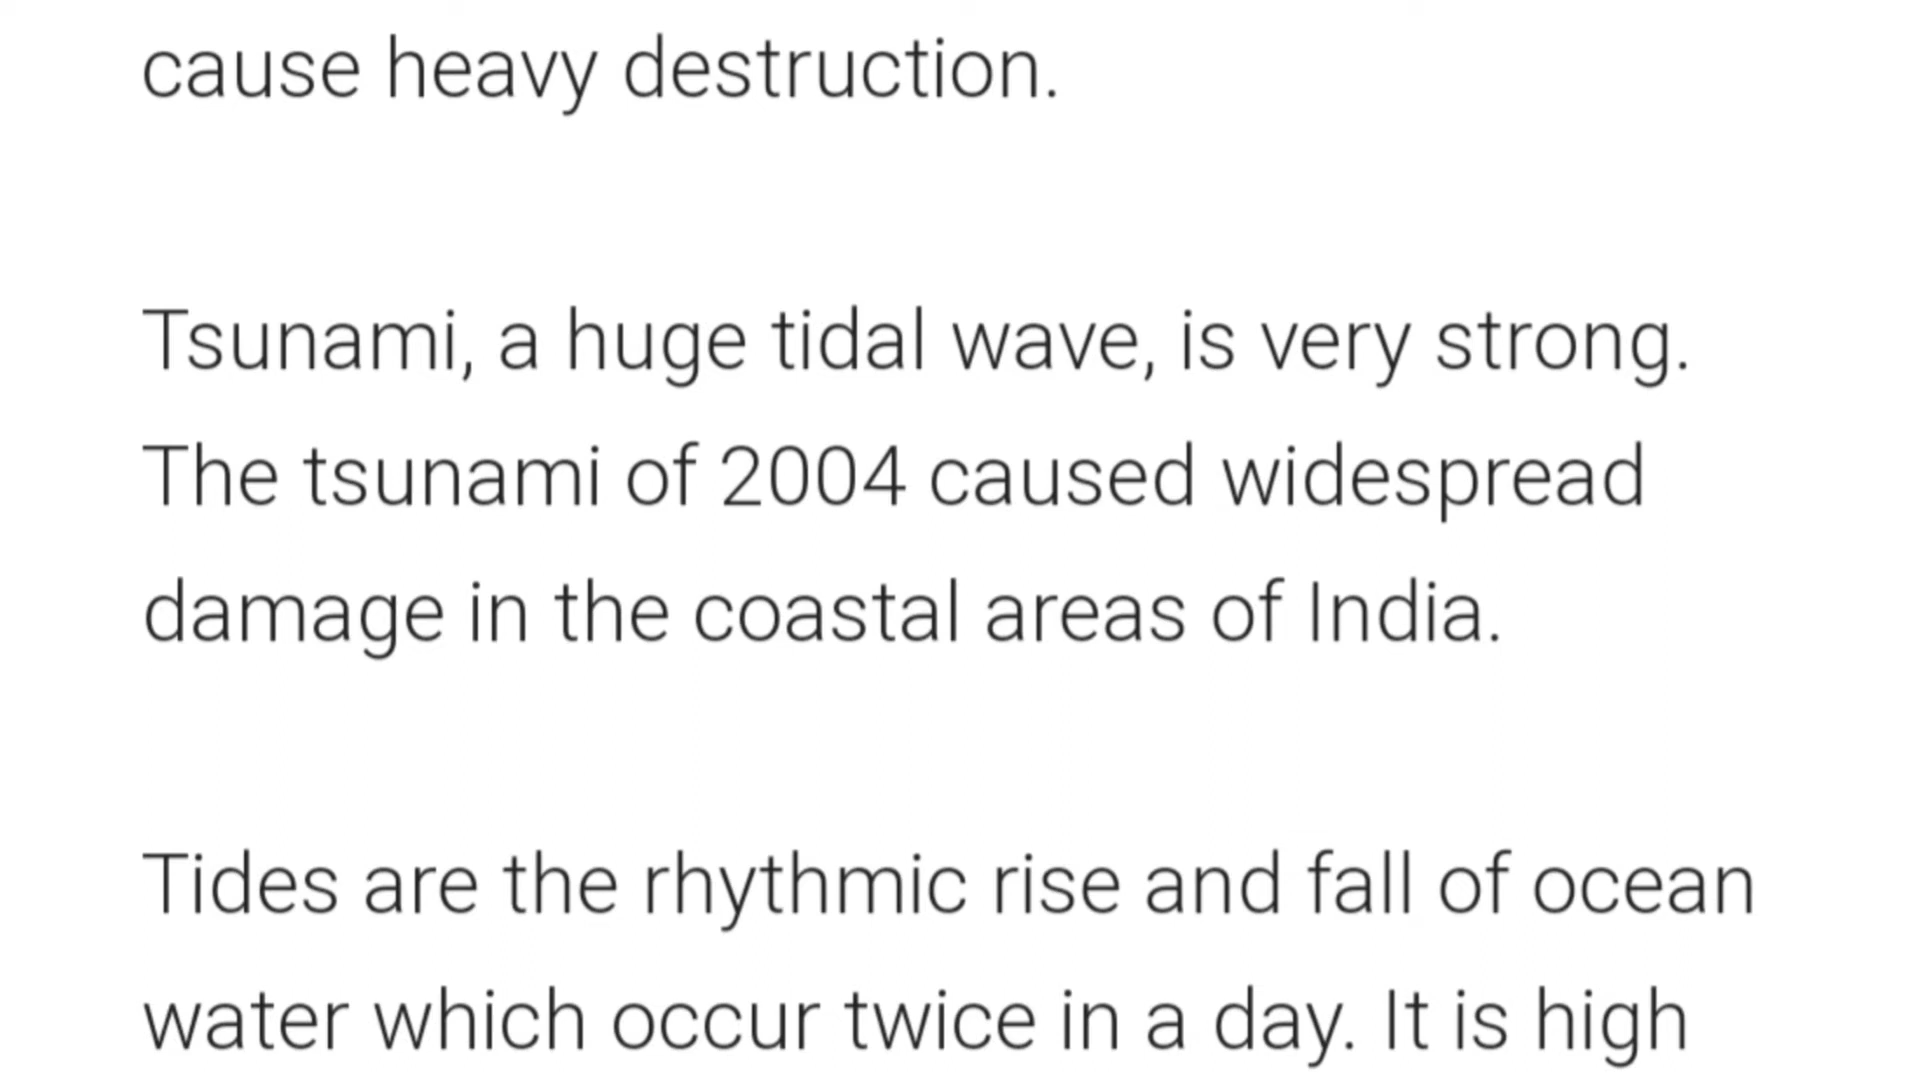 cause heavy destruction.
Tsunami, a huge tidal wave, is very strong.
The tsunami of 2004 caused widespread
damage in the coastal areas of India.
Tides are the rhythmic rise and fall of ocean
water which occur twice in a day. It is high